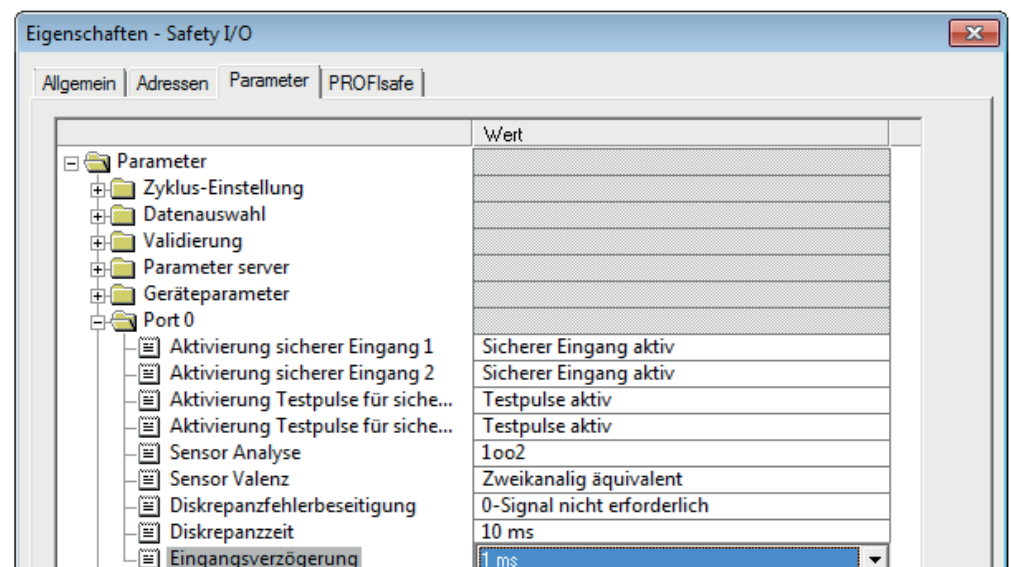 Eigenschaften - Safety I/O
Allgemein Adressen Parameter PROFIsafe
Wert
Parameter
Zyklus-Einstellung
Datenauswahl
Validierung
Parameter server
Geräteparameter
Port 0
Aktivierung sicherer Eingang 1 Sicherer Eingang aktiv
Aktivierung sicherer Eingang 2 Sicherer Eingang aktiv
Aktivierung Testpulse für siche... Testpulse aktiv
Aktivierung Testpulse für siche... Testpulse aktiv
Sensor Analyse 1oo2
Sensor Valenz Zweikanalig äquivalent
Diskrepanzfehlerbeseitigung 0-Signal nicht erforderlich
Diskrepanzzeit 10 ms
Eingangsverzögerung 1 ms